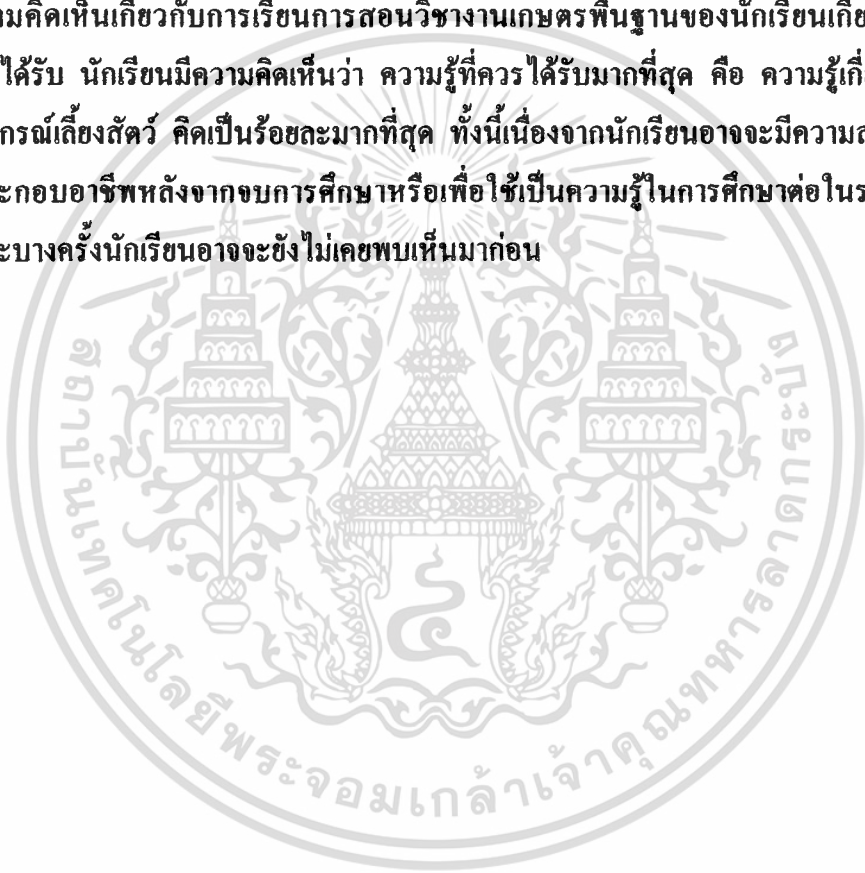 ามคิดเห็นเกี่ยวกับการเรียนการสอนวิชางานเกษตรพื้นฐานของนักเรียนเกี่ย
ได้รับ นักเรียนมีความคิดเห็นว่า ความรู้ที่ควรได้รับมากที่สุด คือ ความรู้เกี่
กรณ์เลี้ยงสัตว์ คิดเป็นร้อยละมากที่สุด ทั้งนี้เนื่องจากนักเรียนอาจจะมีความส
ะกอบอาชีพหลังจากจบการศึกษาหรือเพื่อใช้เป็นความรู้ในการศึกษาต่อในร
ะบางครั้งนักเรียนอาจจะยังไม่เคยพบเห็นมาก่อน
สถาบันเทคโนโลยีพระจอมเกล้าเจ้าคุณทหารลาดกระบัง